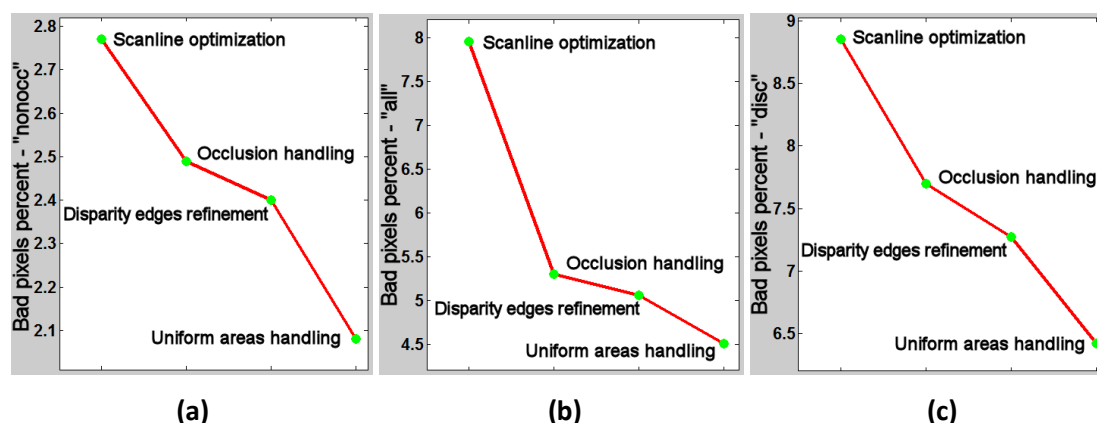 Bad pixels percent - "nonocc"
2.8
2.7
2.6
2.5
2.4
2.3
2.2
2.1
Scanline optimization
Occlusion handling
Disparity edges refinement
Uniform areas handling
(a)
Bad pixels percent - "all"
8
7.5
7
6.5
6
5.5
5
4.5
Scanline optimization
Occlusion handling
Disparity edges refinement
Uniform areas handling
(b)
Bad pixels percent - "disc"
9
8.5
8
7.5
7
6.5
Scanline optimization
Occlusion handling
Disparity edges refinement
Uniform areas handling
(c)